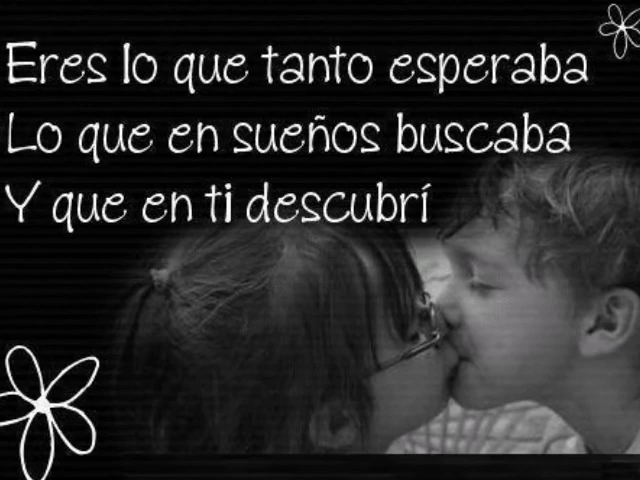 Eres lo que tanto esperaba
Lo que en sueños buscaba
Y que en ti descubrí